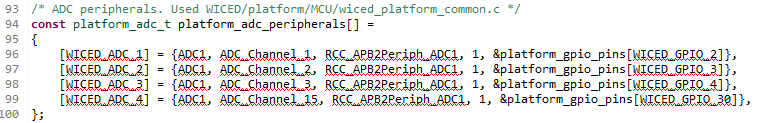 93 /* ADC peripherals. Used WICED/platform/MCU/wiced_platform_common.c */
94 const platform_adc_t platform_adc_peripherals[] =
95 {
96     [WICED_ADC_1] = {ADC1, ADC_Channel_1, RCC_APB2Periph_ADC1, 1, &platform_gpio_pins[WICED_GPIO_2]},
97     [WICED_ADC_2] = {ADC1, ADC_Channel_2, RCC_APB2Periph_ADC1, 1, &platform_gpio_pins[WICED_GPIO_3]},
98     [WICED_ADC_3] = {ADC1, ADC_Channel_3, RCC_APB2Periph_ADC1, 1, &platform_gpio_pins[WICED_GPIO_4]},
99     [WICED_ADC_4] = {ADC1, ADC_Channel_15, RCC_APB2Periph_ADC1, 1, &platform_gpio_pins[WICED_GPIO_30]},
100 };